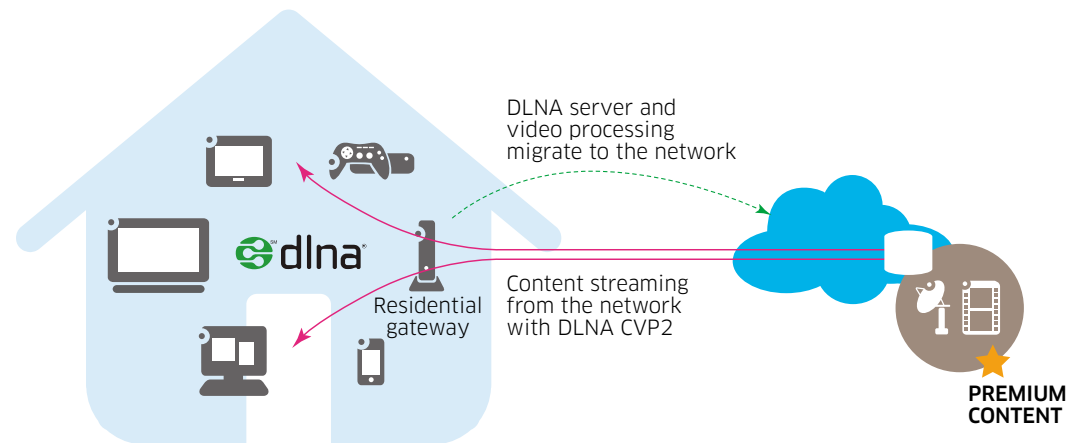 DLNA server and
video processing
migrate to the network
dlna
Residential
gateway
Content streaming
from the network
with DLNA CVP2
PREMIUM
CONTENT